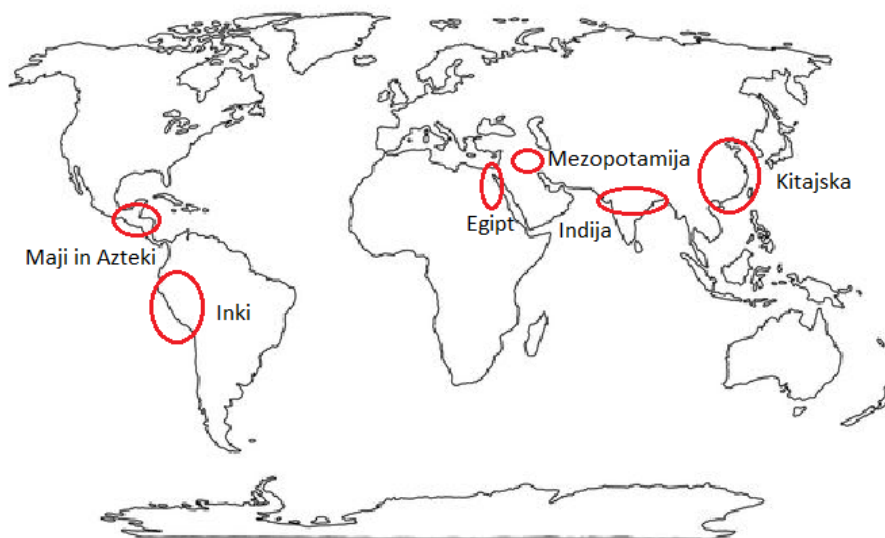 Mezopotamija
Kitajska
Egipt
Indija
Maji in Azteki
Inki